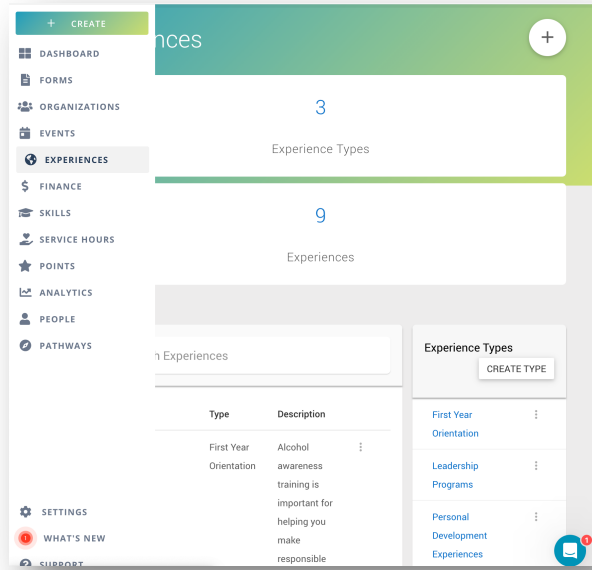 + CREATE
DASHBOARD
FORMS
ORGANIZATIONS
EVENTS
EXPERIENCES
FINANCE
SKILLS
SERVICE HOURS
POINTS
ANALYTICS
PEOPLE
PATHWAYS
SETTINGS
1 WHAT'S NEW
SUPPORT
nces
+
3
Experience Types
9
Experiences
h Experiences
Type Description
First Year
Orientation
Alcohol
awareness
training is
important for
helping you
make
responsible
Experience Types
CREATE TYPE
First Year
Orientation
Leadership
Programs
Personal
Development
Experiences
1